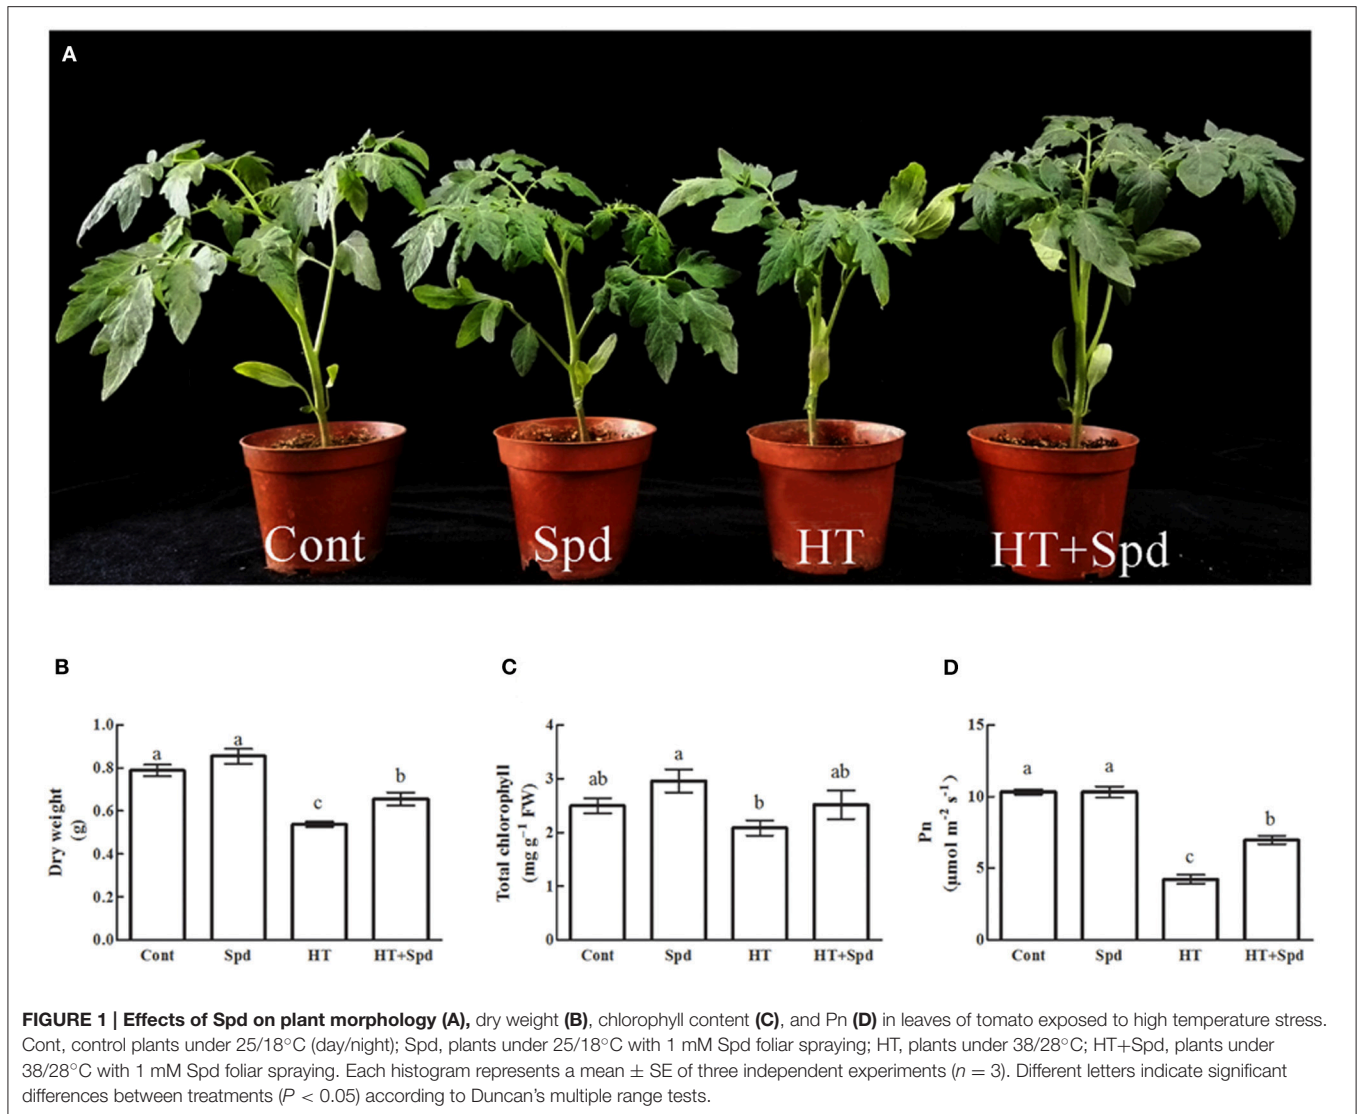 A
Cont
Spd
HT
HT+Spd
B
C
D
Dry weight
(g)
1.0
0.8
0.6
0.4
0.2
0.0
a
a
c
b
Cont
Spd
HT
HT+Spd
Total chlorophyll
(mg g⁻¹ FW)
4
3
2
1
0
ab
a
b
ab
Cont
Spd
HT
HT+Spd
Pn
(µmol m⁻² s⁻¹)
15
10
5
0
a
a
c
b
Cont
Spd
HT
HT+Spd
FIGURE 1 | Effects of Spd on plant morphology (A), dry weight (B), chlorophyll content (C), and Pn (D) in leaves of tomato exposed to high temperature stress.
Cont, control plants under 25/18°C (day/night); Spd, plants under 25/18°C with 1 mM Spd foliar spraying; HT, plants under 38/28°C; HT+Spd, plants under
38/28°C with 1 mM Spd foliar spraying. Each histogram represents a mean ± SE of three independent experiments (n = 3). Different letters indicate significant
differences between treatments (P < 0.05) according to Duncan's multiple range tests.